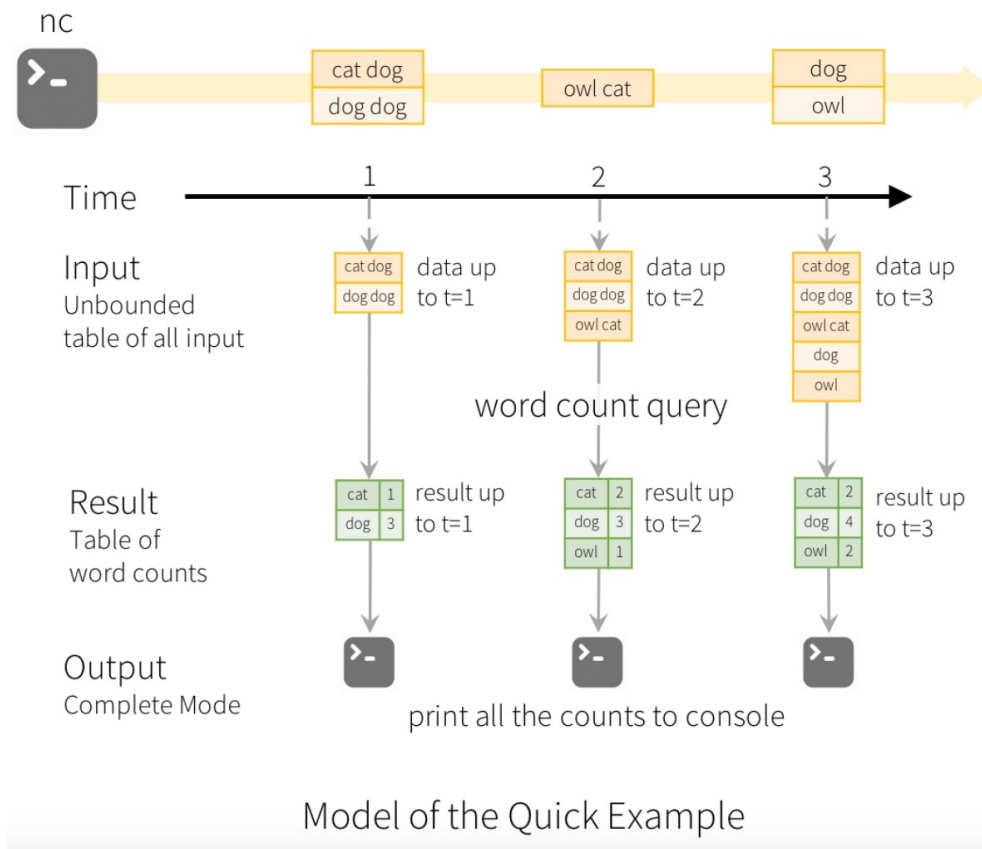 nc
cat dog
dog dog
owl cat
dog
owl
Time
1
2
3
Input
Unbounded
table of all input
cat dog
dog dog
data up
to t=1
cat dog
dog dog
owl cat
data up
to t=2
cat dog
dog dog
owl cat
dog
owl
data up
to t=3
word count query
Result
Table of
word counts
cat 1
dog 3
result up
to t=1
cat 2
dog 3
owl 1
result up
to t=2
cat 2
dog 4
owl 2
result up
to t=3
Output
Complete Mode
print all the counts to console
Model of the Quick Example